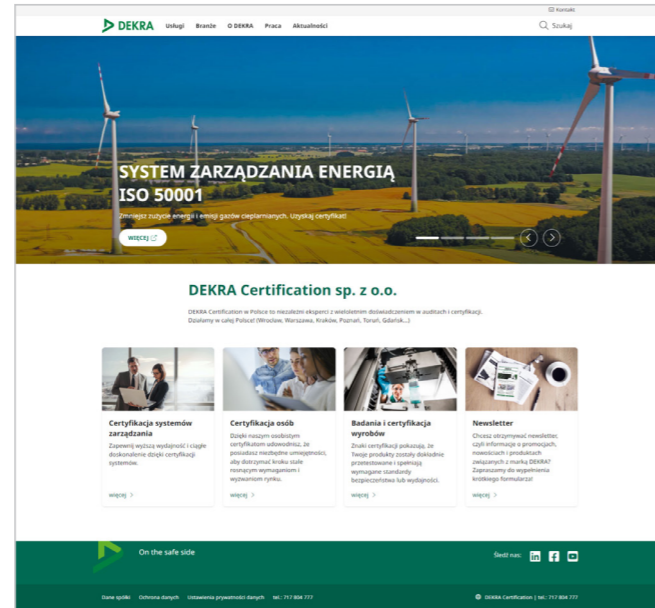 Kontakt
DEKRA Usługi Branże O DEKRA Praca Aktualności Szukaj
SYSTEM ZARZĄDZANIA ENERGIĄ
ISO 50001
Zmniejsz zużycie energii i emisji gazów cieplarnianych. Uzyskaj certyfikat!
WIĘCEJ
DEKRA Certification sp. z o.o.
DEKRA Certification w Polsce to niezależni eksperci z wieloletnim doświadczeniem w auditach i certyfikacji.
Działamy w całej Polsce! (Wrocław, Warszawa, Kraków, Poznań, Toruń, Gdańsk...)
Certyfikacja systemów
zarządzania
Zapewnij wyższą wydajność i ciągłe
doskonalenie dzięki certyfikacji
systemów.
więcej
Certyfikacja osób
Dzięki naszym osobistym
certyfikatom udowodnisz, że
posiadasz niezbędne umiejętności,
aby dotrzymać kroku stale
rosnącym wymaganiom i
wyzwaniom rynku.
więcej
Badania i certyfikacja
wyrobów
Znaki certyfikacji pokazują, że
Twoje produkty zostały dokładnie
przetestowane i spełniają
wymagane standardy
bezpieczeństwa lub wydajności.
więcej
Newsletter
Chcesz otrzymywać newsletter,
czyli informacje o promocjach,
nowościach i produktach
związanych z marką DEKRA?
Zapraszamy do wypełnienia
krótkiego formularza!
więcej
On the safe side
Śledź nas:
Dane spółki Ochrona danych Ustawienia prywatności danych tel.: 717 804 777
DEKRA Certification | tel.: 717 804 777